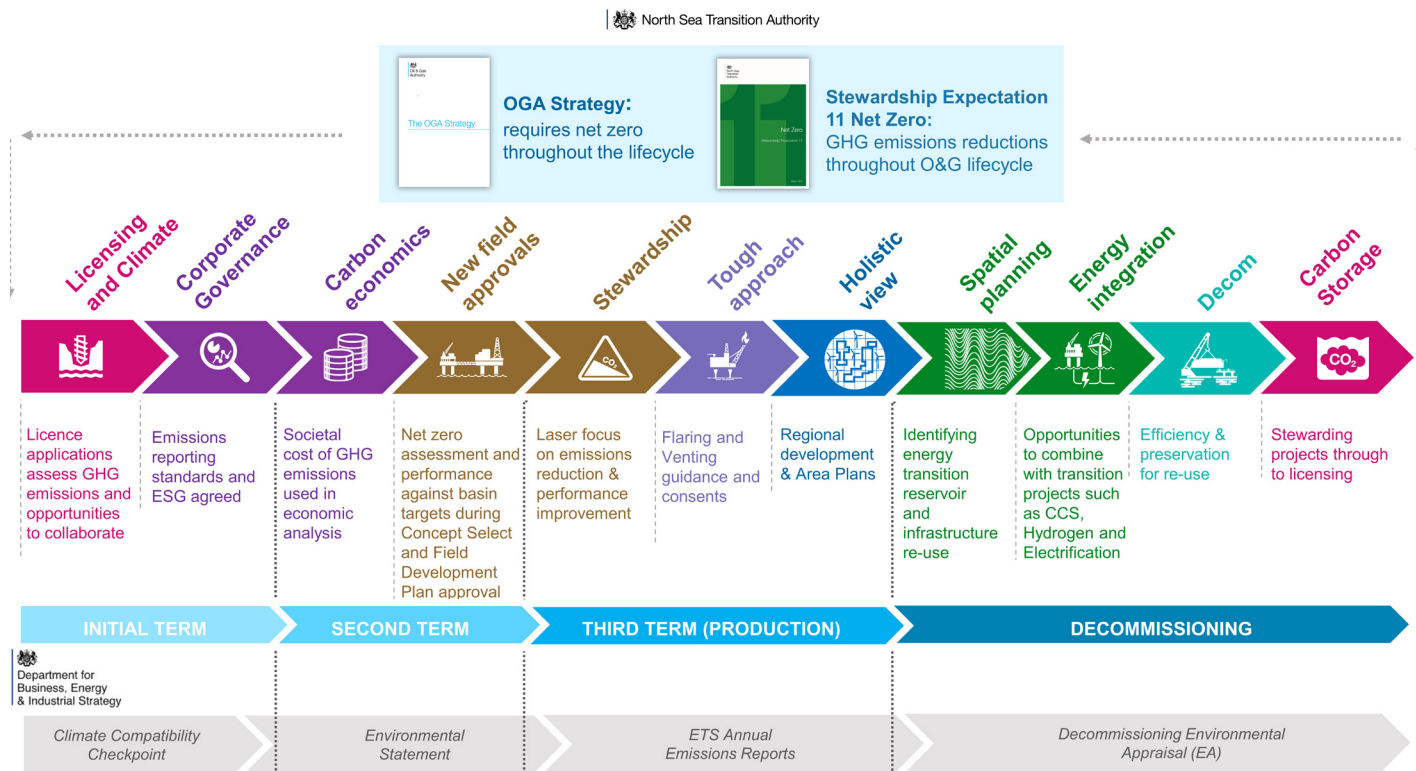 North Sea Transition Authority
Oil & Gas
Authority
The OGA Strategy
OGA Strategy:
requires net zero
throughout the lifecycle
North Sea
Transition
Authority
Net Zero
Stewardship Expectation 11
Stewardship Expectation
11 Net Zero:
GHG emissions reductions
throughout O&G lifecycle
Licensing
and Climate
Corporate
Governance
Carbon
economics
New field
approvals
Stewardship
Tough
approach
Holistic
view
Spatial
planning
Energy
integration
Decom
Carbon
Storage
CO2
CO2
Licence
applications
assess GHG
emissions and
opportunities
to collaborate
Emissions
reporting
standards and
ESG agreed
Societal
cost of GHG
emissions
used in
economic
analysis
Net zero
assessment and
performance
against basin
targets during
Concept Select
and Field
Development
Plan approval
Laser focus
on emissions
reduction &
performance
improvement
Flaring and
Venting
guidance and
consents
Regional
development
& Area Plans
Identifying
energy
transition
reservoir
and
infrastructure
re-use
Opportunities
to combine
with transition
projects such
as CCS,
Hydrogen and
Electrification
Efficiency &
preservation
for re-use
Stewarding
projects through
to licensing
INITIAL TERM
SECOND TERM
THIRD TERM (PRODUCTION)
DECOMMISSIONING
Department for
Business, Energy
& Industrial Strategy
Climate Compatibility
Checkpoint
Environmental
Statement
ETS Annual
Emissions Reports
Decommissioning Environmental
Appraisal (EA)